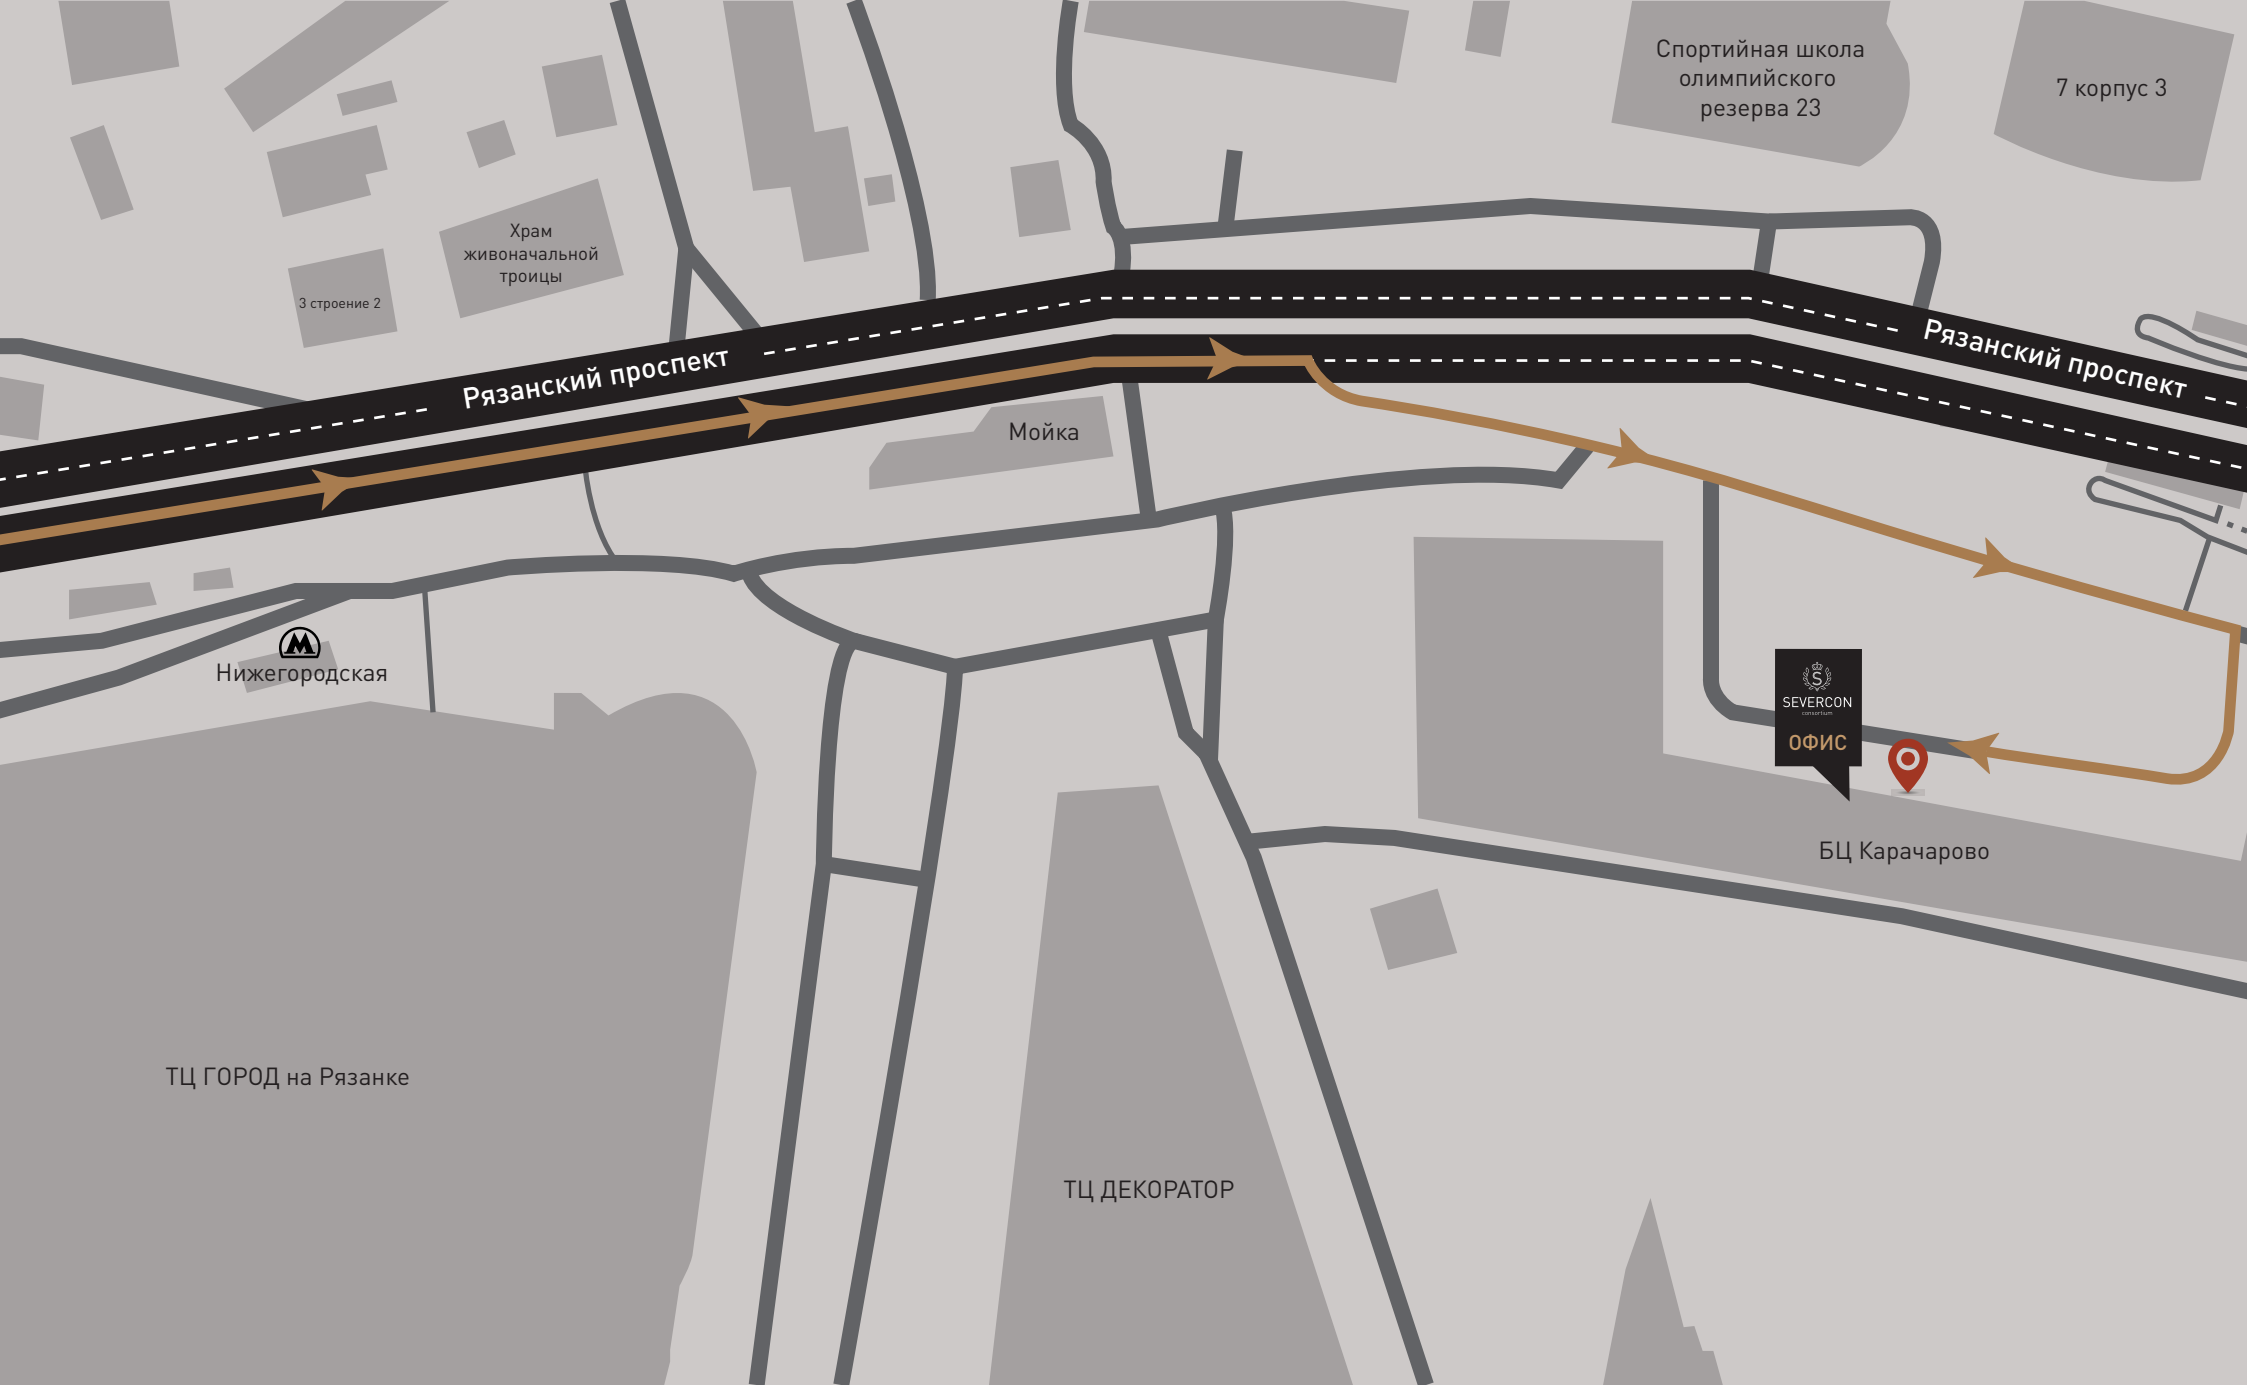 Спортийная школа
олимпийского
резерва 23
7 корпус 3
Храм
живоначальной
троицы
3 строение 2
Рязанский проспект
Рязанский проспект
Мойка
М
Нижегородская
S
SEVERCON
consortium
ОФИС
БЦ Карачарово
ТЦ ГОРОД на Рязанке
ТЦ ДЕКОРАТОР